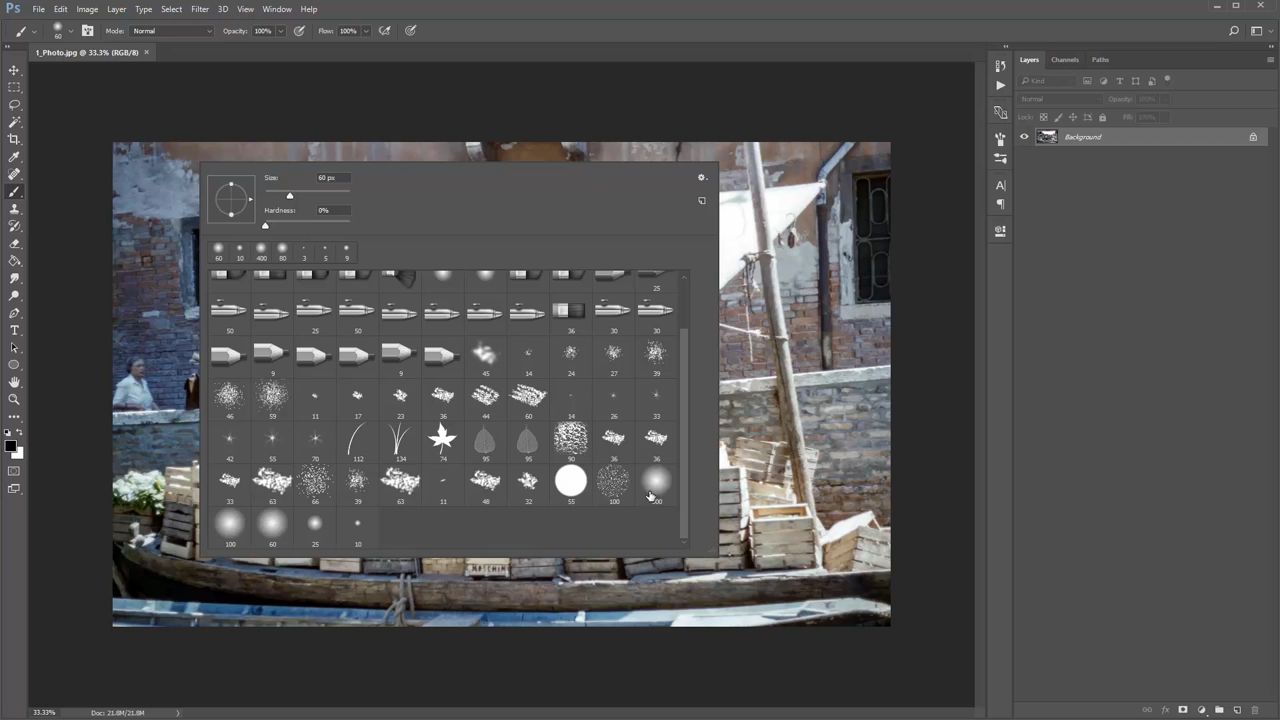 Ps File Edit Image Layer Type Select Filter 3D View Window Help
60 Mode: Normal Opacity: 100% Flow: 100%
1_Photo.jpg @ 33.3% (RGB/8) ×
Layers Channels Paths
Kind
Normal Opacity: 100%
Lock: Fill: 100%
Background
Size: 60 px
Hardness: 0%
60 10 400 80 3 5 9
25
50 25 50 36 30 30
9 9 45 14 24 27 39
46 59 11 17 23 36 44 60 14 26 33
42 55 70 112 134 74 95 95 90 36 36
33 63 66 39 63 11 48 32 55 100
100 60 25 10
33.33% Doc: 21.8M/21.8M